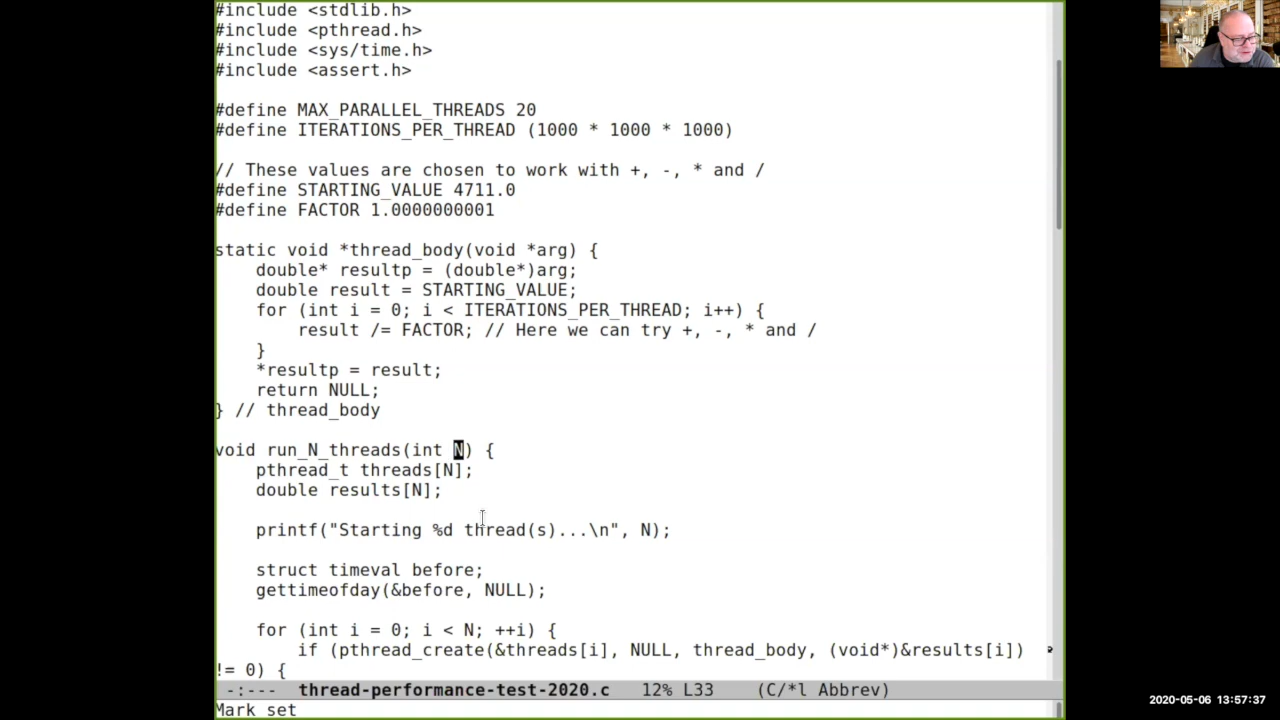 #include <stdlib.h>
#include <pthread.h>
#include <sys/time.h>
#include <assert.h>
#define MAX_PARALLEL_THREADS 20
#define ITERATIONS_PER_THREAD (1000 * 1000 * 1000)
// These values are chosen to work with +, -, * and /
#define STARTING_VALUE 4711.0
#define FACTOR 1.0000000001
static void *thread_body(void *arg) {
    double* resultp = (double*)arg;
    double result = STARTING_VALUE;
    for (int i = 0; i < ITERATIONS_PER_THREAD; i++) {
        result /= FACTOR; // Here we can try +, -, * and /
    }
    *resultp = result;
    return NULL;
} // thread_body
void run_N_threads(int N) {
    pthread_t threads[N];
    double results[N];
    printf("Starting %d thread(s)...\n", N);
    struct timeval before;
    gettimeofday(&before, NULL);
    for (int i = 0; i < N; ++i) {
        if (pthread_create(&threads[i], NULL, thread_body, (void*)&results[i])
!= 0) {
-:--- thread-performance-test-2020.c 12% L33 (C/*l Abbrev)
Mark set
2020-05-06 13:57:37